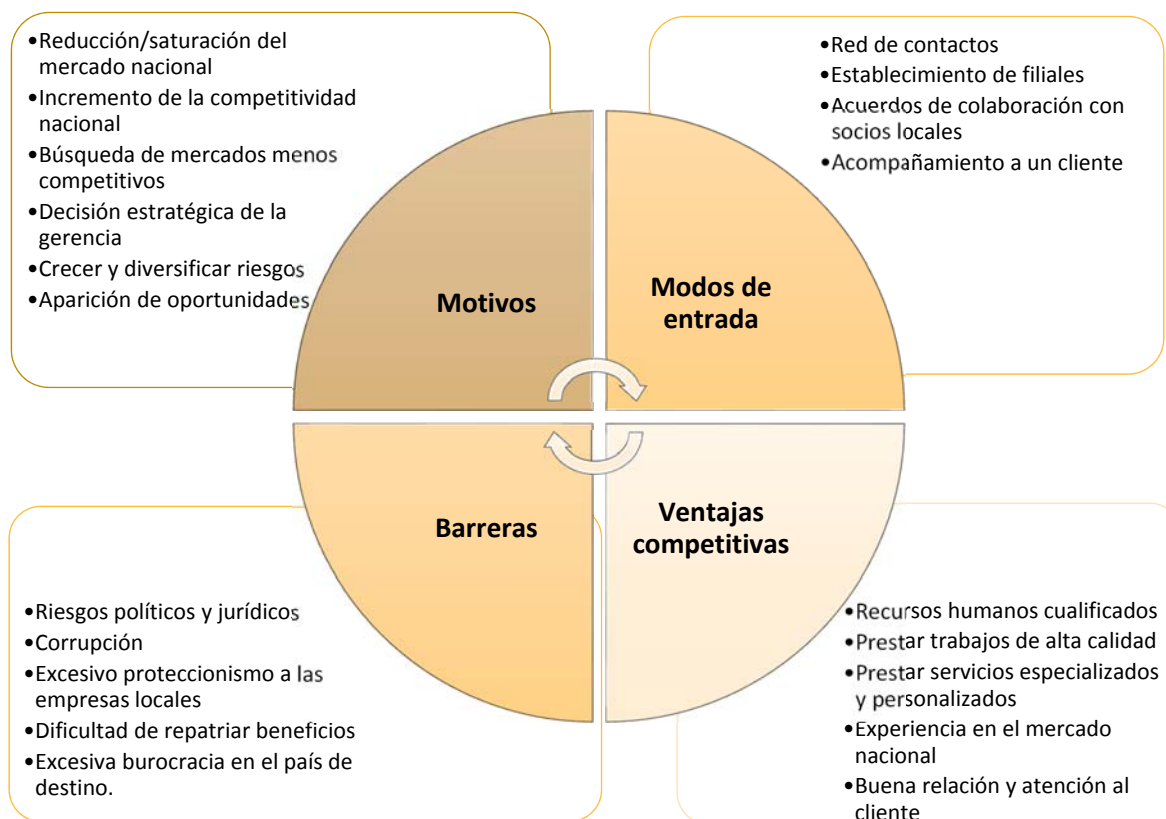 •Reducción/saturación del
mercado nacional
•Incremento de la competitividad
nacional
•Búsqueda de mercados menos
competitivos
•Decisión estratégica de la
gerencia
•Crecer y diversificar riesgos
•Aparición de oportunidades
•Red de contactos
•Establecimiento de filiales
•Acuerdos de colaboración con
socios locales
•Acompañamiento a un cliente
Motivos
Modos de
entrada
Barreras
Ventajas
competitivas
•Riesgos políticos y jurídicos
•Corrupción
•Excesivo proteccionismo a las
empresas locales
•Dificultad de repatriar beneficios
•Excesiva burocracia en el país de
destino.
•Recursos humanos cualificados
•Prestar trabajos de alta calidad
•Prestar servicios especializados
y personalizados
•Experiencia en el mercado
nacional
•Buena relación y atención al
cliente